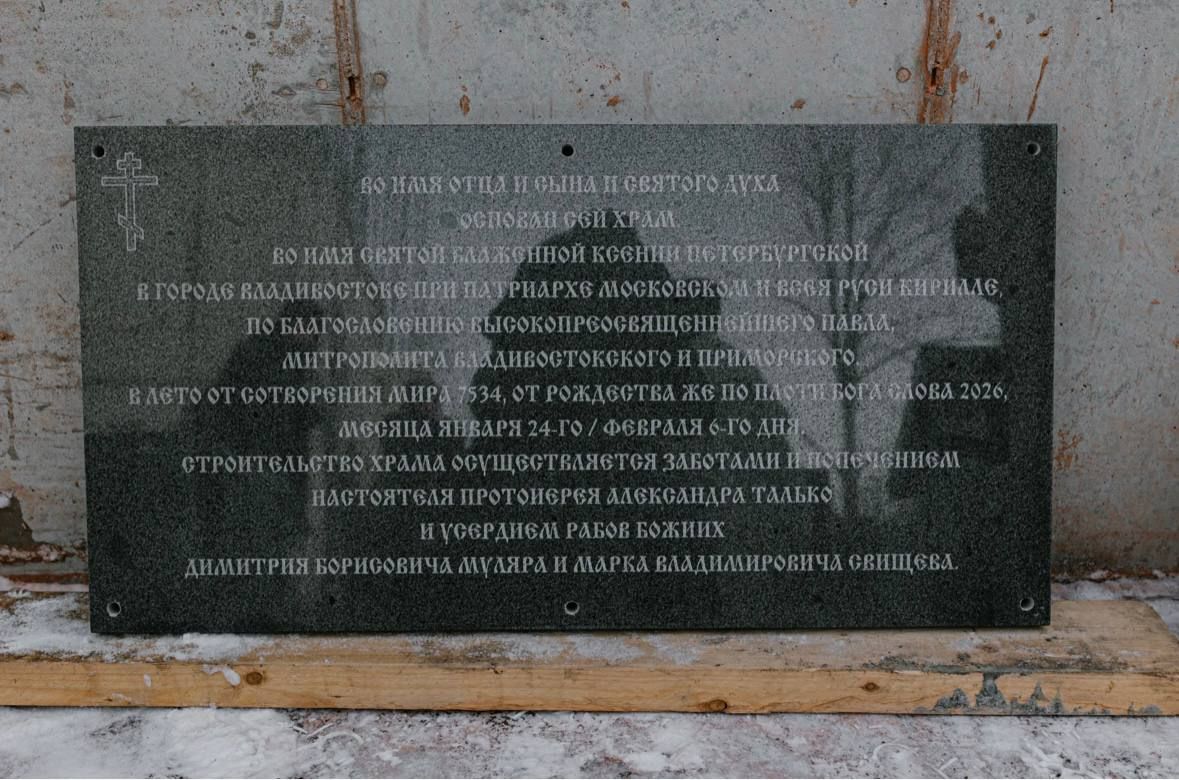 ВО ИМЯ ОТЦА И СЫНА И СВЯТОГО ДУХА
ОСНОВАН СЕЙ ХРАМ
ВО ИМЯ СВЯТОЙ БЛАЖЕННОЙ КСЕНИИ ПЕТЕРБУРГСКОЙ
В ГОРОДЕ ВЛАДИВОСТОКЕ ПРИ ПАТРИАРХЕ МОСКОВСКОМ И ВСЕЯ РУСИ КИРИЛЛЕ,
ПО БЛАГОСЛОВЕНИЮ ВЫСОКОПРЕОСВЯЩЕННЕЙШЕГО ПАВЛА,
МИТРОПОЛИТА ВЛАДИВОСТОКСКОГО И ПРИМОРСКОГО.
В ЛЕТО ОТ СОТВОРЕНИЯ МИРА 7534, ОТ РОЖДЕСТВА ЖЕ ПО ПЛОТИ БОГА СЛОВА 2026,
МЕСЯЦА ЯНВАРЯ 24-ГО / ФЕВРАЛЯ 6-ГО ДНЯ.
СТРОИТЕЛЬСТВО ХРАМА ОСУЩЕСТВЛЯЕТСЯ ЗАБОТАМИ И ПОПЕЧЕНИЕМ
НАСТОЯТЕЛЯ ПРОТОИЕРЕЯ АЛЕКСАНДРА ТАЛЬКО
И УСЕРДИЕМ РАБОВ БОЖИИХ
ДИМИТРИЯ БОРИСОВИЧА МУЛЯРА И МАРКА ВЛАДИМИРОВИЧА СВИЩЕВА.